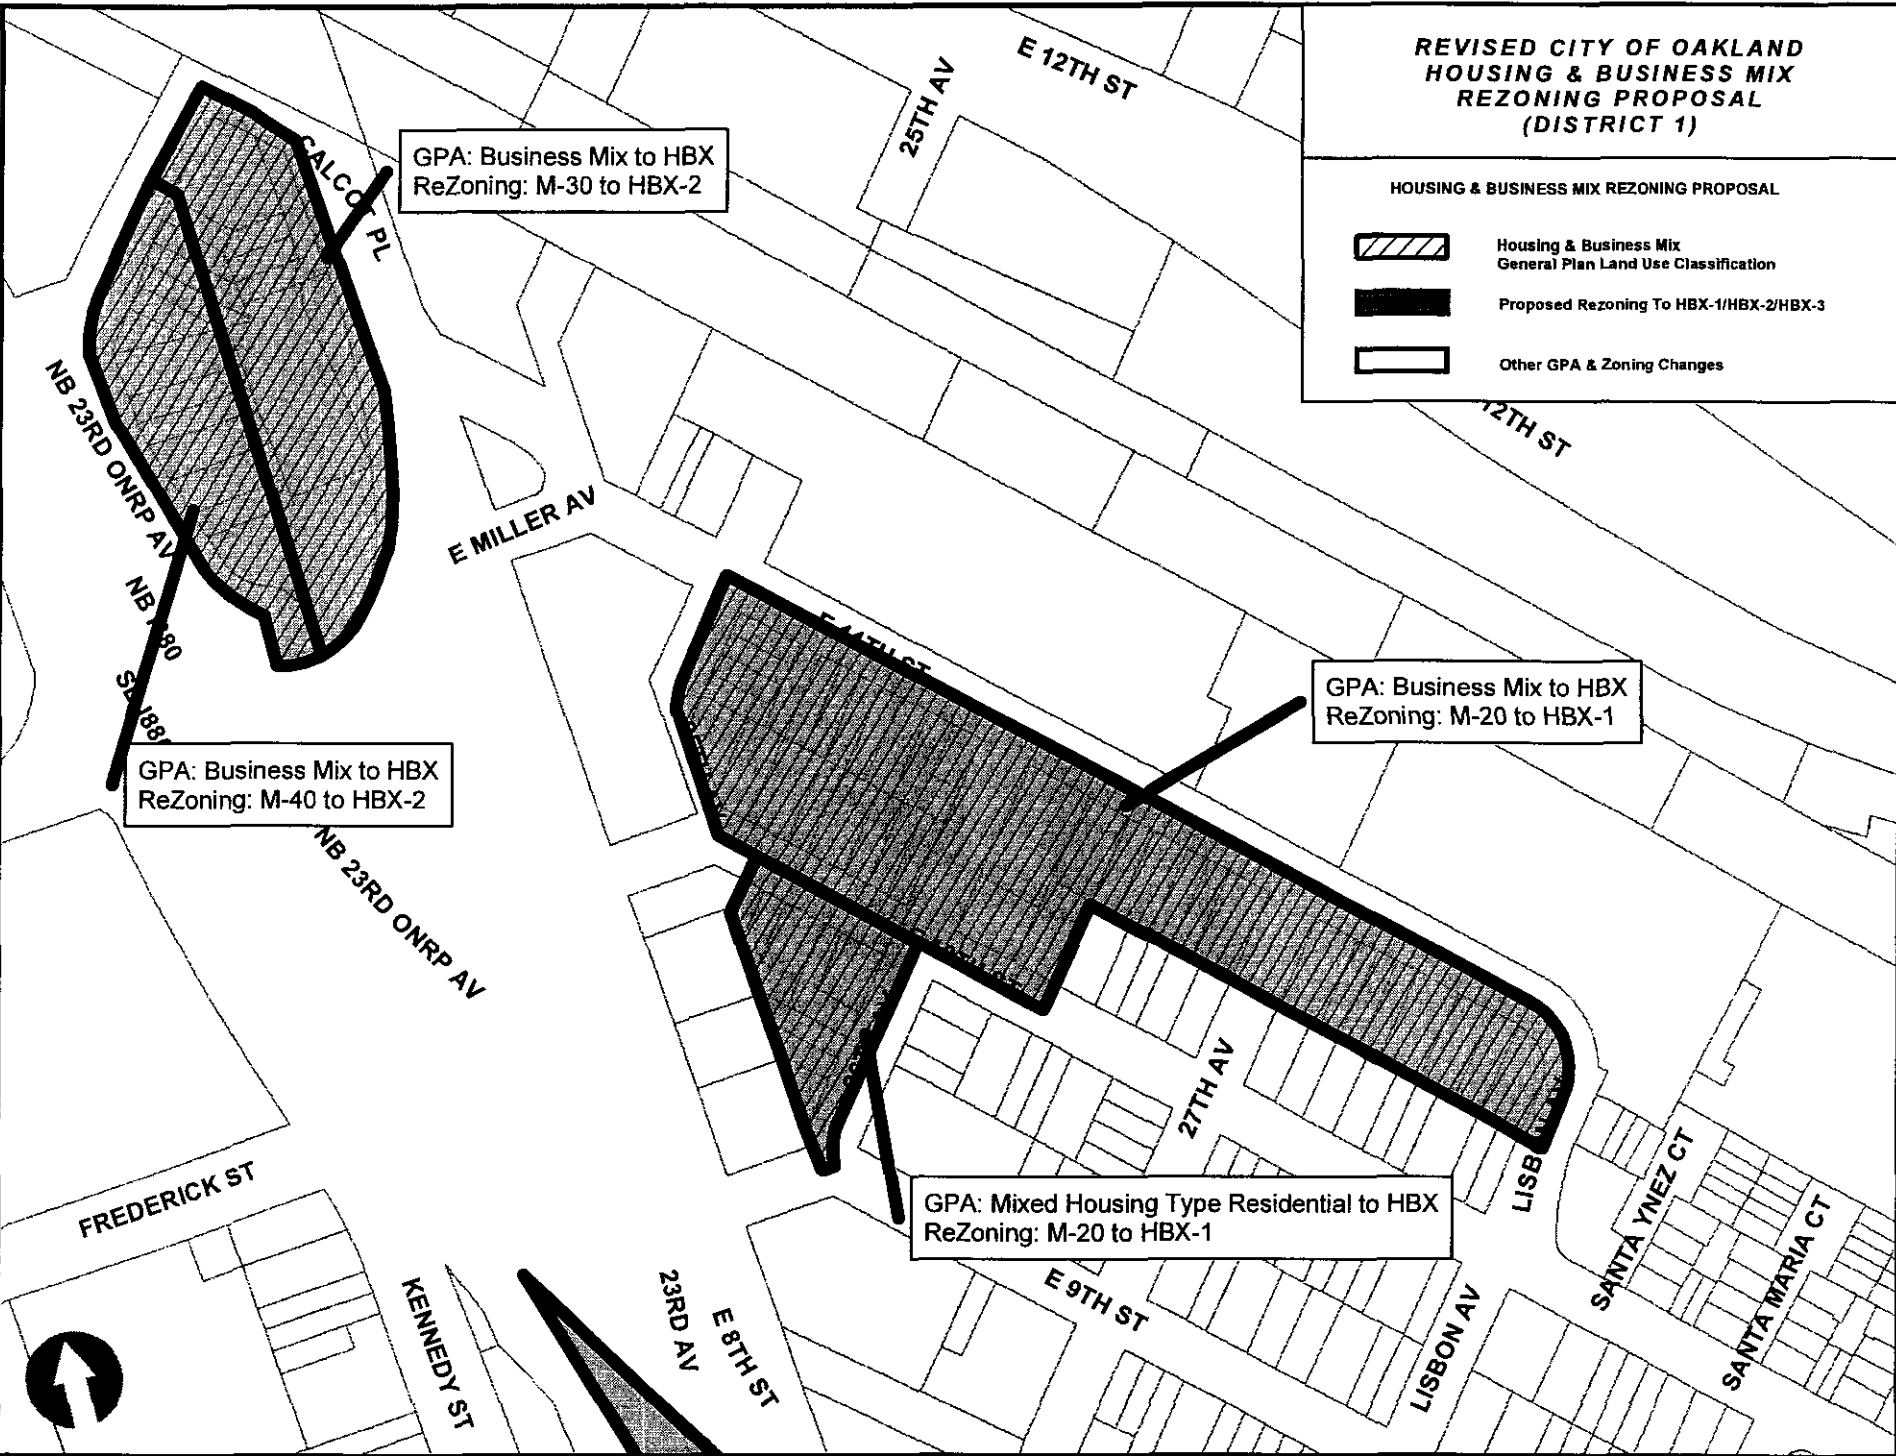 REVISED CITY OF OAKLAND
HOUSING & BUSINESS MIX
REZONING PROPOSAL
(DISTRICT 1)
HOUSING & BUSINESS MIX REZONING PROPOSAL
Housing & Business Mix
General Plan Land Use Classification
Proposed Rezoning To HBX-1/HBX-2/HBX-3
Other GPA & Zoning Changes
E 12TH ST
25TH AV
CALCOT PL
GPA: Business Mix to HBX
ReZoning: M-30 to HBX-2
12TH ST
NB 23RD ONRP AV
E MILLER AV
NB
GPA: Business Mix to HBX
ReZoning: M-20 to HBX-1
GPA: Business Mix to HBX
ReZoning: M-40 to HBX-2
NB 23RD ONRP AV
27TH AV
LISB
FREDERICK ST
GPA: Mixed Housing Type Residential to HBX
ReZoning: M-20 to HBX-1
SANTA YNEZ CT
SANTA MARIA CT
E 9TH ST
LISBON AV
KENNEDY ST
23RD AV
E 8TH ST